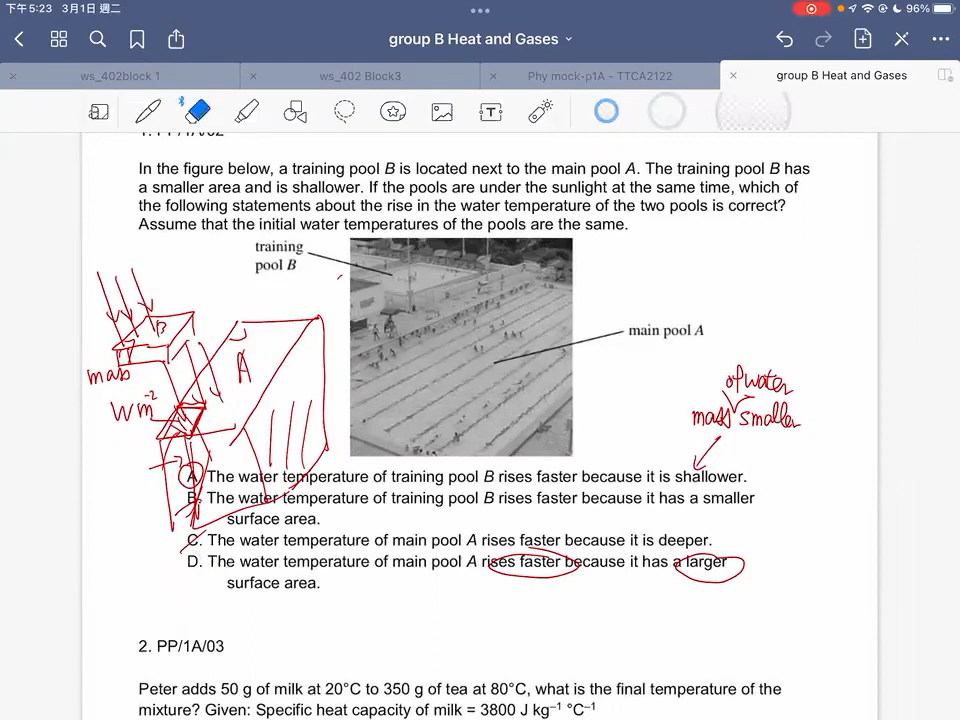 下午5:23 3月1日 週二
96%
group B Heat and Gases
ws_402block 1
ws_402 Block3
Phy mock-p1A - TTCA2122
group B Heat and Gases
In the figure below, a training pool B is located next to the main pool A. The training pool B has
a smaller area and is shallower. If the pools are under the sunlight at the same time, which of
the following statements about the rise in the water temperature of the two pools is correct?
Assume that the initial water temperatures of the pools are the same.
training
pool B
main pool A
B
A
W m⁻²
of water
mass smaller
A. The water temperature of training pool B rises faster because it is shallower.
B. The water temperature of training pool B rises faster because it has a smaller
surface area.
C. The water temperature of main pool A rises faster because it is deeper.
D. The water temperature of main pool A rises faster because it has a larger
surface area.
2. PP/1A/03
Peter adds 50 g of milk at 20°C to 350 g of tea at 80°C, what is the final temperature of the
mixture? Given: Specific heat capacity of milk = 3800 J kg⁻¹ °C⁻¹